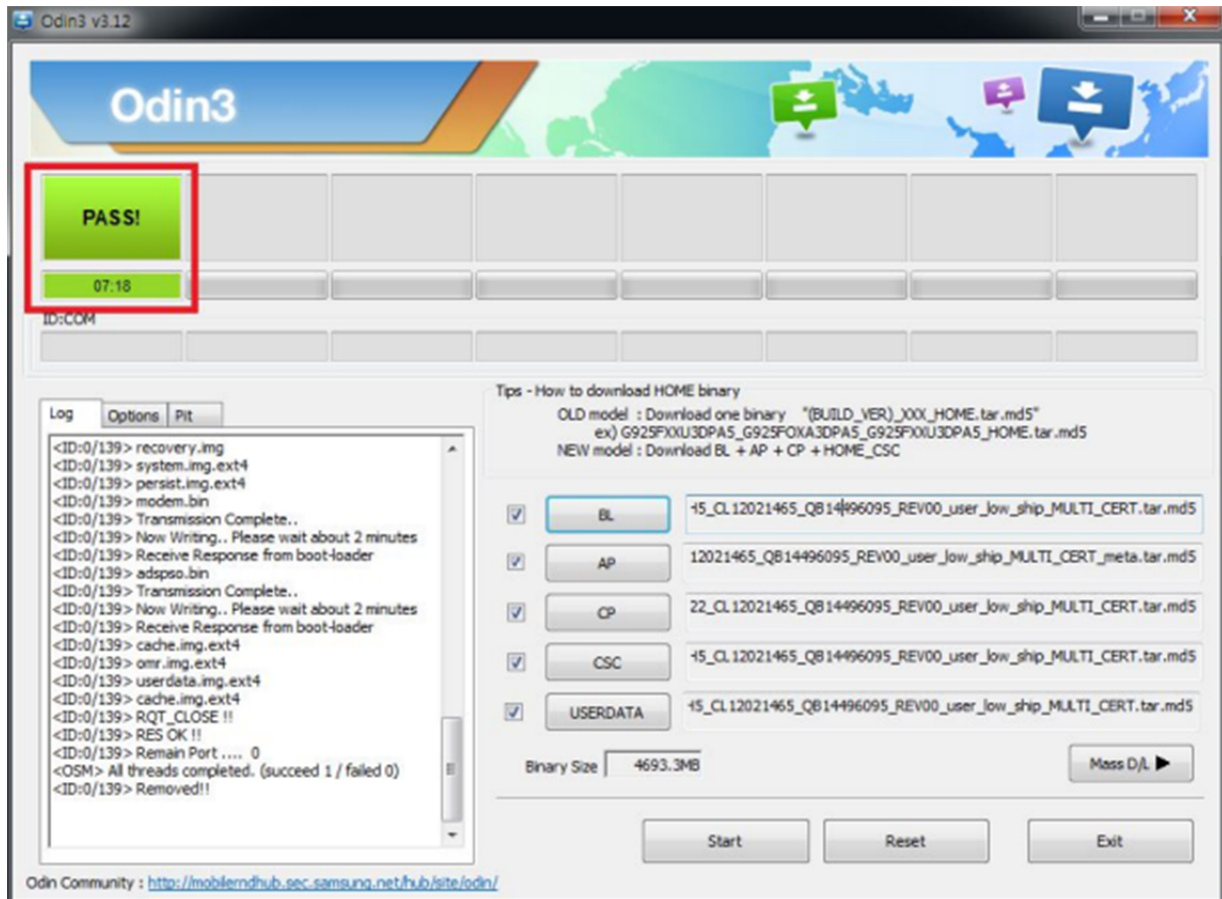 Odin3 v3.12
Odin3
PASS!
07:18
ID:COM
Log Options Pit
<ID:0/139> recovery.img
<ID:0/139> system.img.ext4
<ID:0/139> persist.img.ext4
<ID:0/139> modem.bin
<ID:0/139> Transmission Complete..
<ID:0/139> Now Writing.. Please wait about 2 minutes
<ID:0/139> Receive Response from boot-loader
<ID:0/139> adspso.bin
<ID:0/139> Transmission Complete..
<ID:0/139> Now Writing.. Please wait about 2 minutes
<ID:0/139> Receive Response from boot-loader
<ID:0/139> cache.img.ext4
<ID:0/139> omr.img.ext4
<ID:0/139> userdata.img.ext4
<ID:0/139> cache.img.ext4
<ID:0/139> RQT_CLOSE !!
<ID:0/139> RES OK !!
<ID:0/139> Remain Port .... 0
<OSM> All threads completed. (succeed 1 / failed 0)
<ID:0/139> Removed!!
Tips - How to download HOME binary
OLD model : Download one binary "(BUILD_VER)_XXX_HOME.tar.md5"
ex) G925FXXU3DPA5_G925FOXA3DPA5_G925FXXU3DPA5_HOME.tar.md5
NEW model : Download BL + AP + CP + HOME_CSC
BL H5_CL12021465_QB14496095_REV00_user_low_ship_MULTI_CERT.tar.md5
AP 12021465_QB14496095_REV00_user_low_ship_MULTI_CERT_meta.tar.md5
CP 22_CL12021465_QB14496095_REV00_user_low_ship_MULTI_CERT.tar.md5
CSC H5_CL12021465_QB14496095_REV00_user_low_ship_MULTI_CERT.tar.md5
USERDATA H5_CL12021465_QB14496095_REV00_user_low_ship_MULTI_CERT.tar.md5
Binary Size 4693.3MB
Mass D/L
Start Reset Exit
Odin Community : http://mobilerndhub.sec.samsung.net/hub/site/odin/